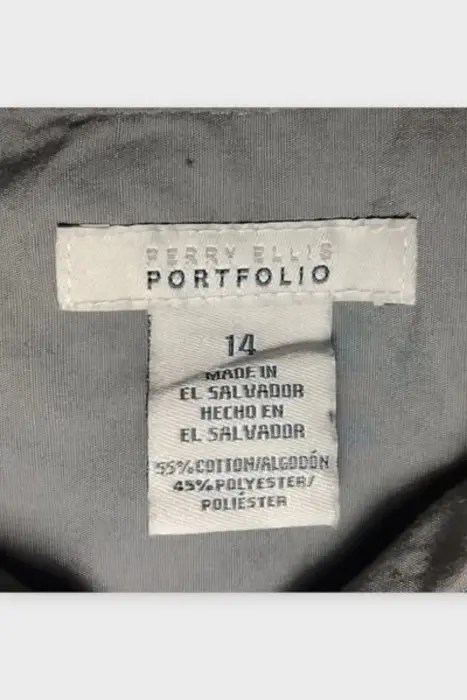 PERRY ELLIS
PORTFOLIO
14
MADE IN
EL SALVADOR
HECHO EN
EL SALVADOR
55%COTTON/ALGODÓN
45%POLYESTER/
POLIÉSTER